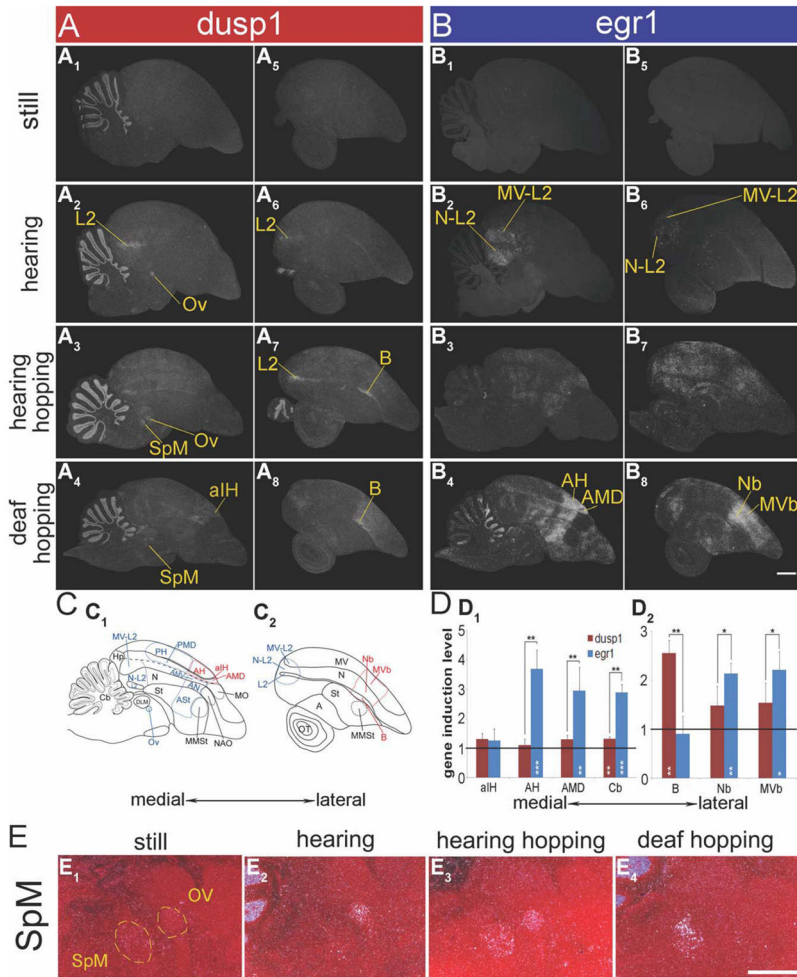 A dusp1 B egr1
still A1 A5 B1 B5
hearing A2 A6 B2 B6
L2 Ov L2 N-L2 MV-L2 N-L2 MV-L2
hearing hopping A3 A7 B3 B7
SpM Ov L2 B
deaf hopping A4 A8 B4 B8
alH SpM B AH AMD Nb MVb
C C1 C2
MV-L2 PH PMD Hp AH alH AMD N-L2 N L2 AN MO Cb St DLM ASt Ov MMSt NAO
MV-L2 N-L2 L2 MV N Nb MVb St A OT MMSt B
medial lateral
D D1 D2
gene induction level
5 4 3 2 1 0
** ** **
*** ** ** ***
alH AH AMD Cb
3 2 1 0
dusp1
egr1
** * *
** ** *
B Nb MVb
medial lateral
E still hearing hearing hopping deaf hopping
SpM E1 E2 E3 E4
OV
SpM